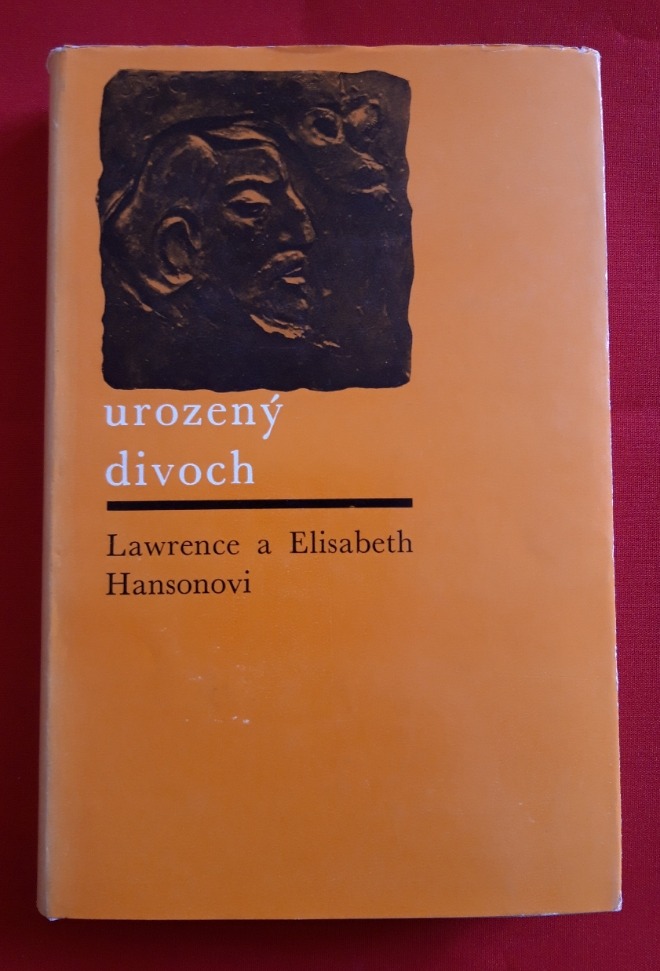 urozený
divoch
Lawrence a Elisabeth
Hansonovi